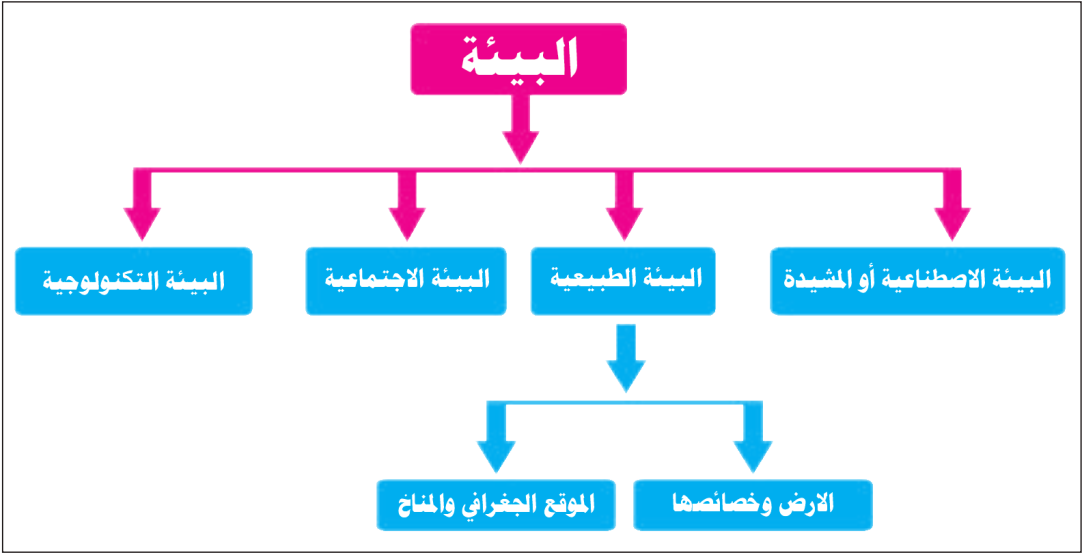 البيئة
البيئة الاصطناعية أو المشيدة
البيئة الطبيعية
البيئة الاجتماعية
البيئة التكنولوجية
الارض وخصائصها
الموقع الجغرافي والمناخ